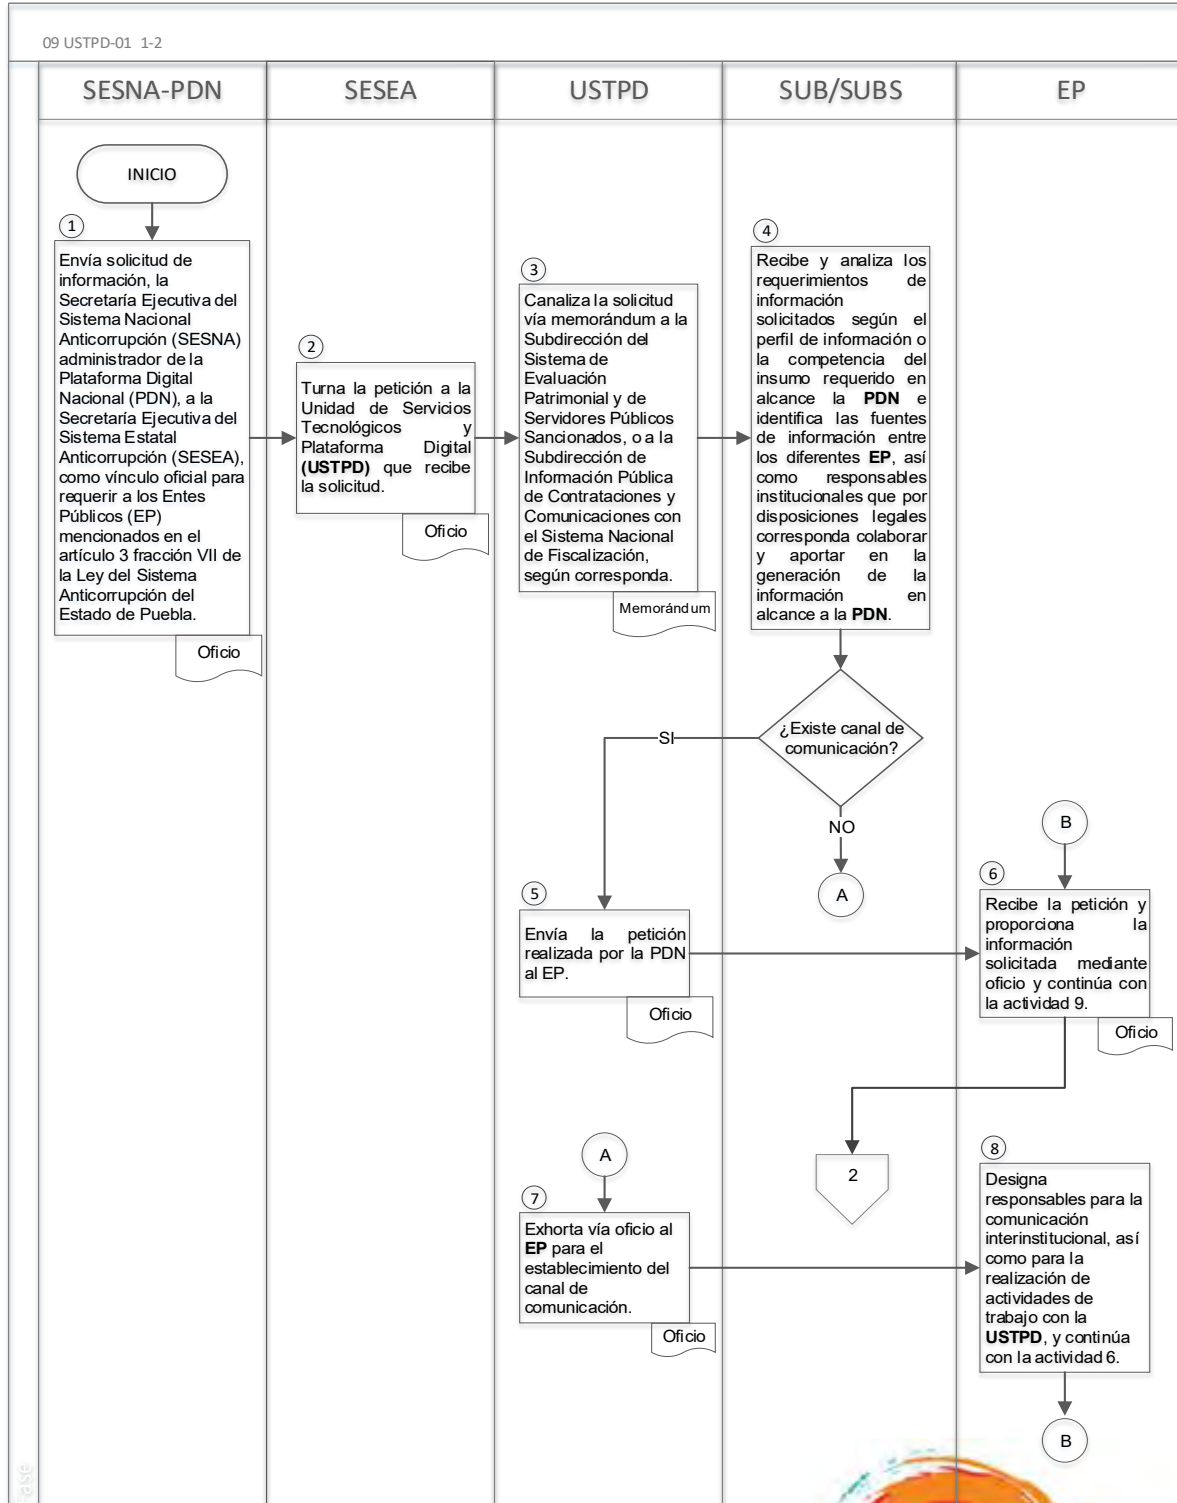 09 USTPD-01  1-2
SESNA-PDN
SESEA
USTPD
SUB/SUBS
EP
INICIO
1
Envía solicitud de
información, la
Secretaría Ejecutiva del
Sistema Nacional
Anticorrupción (SESNA)
administrador de la
Plataforma Digital
Nacional (PDN), a la
Secretaría Ejecutiva del
Sistema Estatal
Anticorrupción (SESEA),
como vínculo oficial para
requerir a los Entes
Públicos (EP)
mencionados en el
artículo 3 fracción VII de
la Ley del Sistema
Anticorrupción del
Estado de Puebla.
Oficio
2
Turna la petición a la
Unidad de Servicios
Tecnológicos y
Plataforma Digital
(USTPD) que recibe
la solicitud.
Oficio
3
Canaliza la solicitud
vía memorándum a la
Subdirección del
Sistema de
Evaluación
Patrimonial y de
Servidores Públicos
Sancionados, o a la
Subdirección de
Información Pública
de Contrataciones y
Comunicaciones con
el Sistema Nacional
de Fiscalización,
según corresponda.
Memorándum
4
Recibe y analiza los
requerimientos de
información
solicitados según el
perfil de información o
la competencia del
insumo requerido en
alcance la PDN e
identifica las fuentes
de información entre
los diferentes EP, así
como responsables
institucionales que por
disposiciones legales
corresponda colaborar
y aportar en la
generación de la
información en
alcance a la PDN.
¿Existe canal de
comunicación?
SI
NO
A
5
Envía la petición
realizada por la PDN
al EP.
Oficio
B
6
Recibe la petición y
proporciona la
información
solicitada mediante
oficio y continúa con
la actividad 9.
Oficio
2
A
7
Exhorta vía oficio al
EP para el
establecimiento del
canal de
comunicación.
Oficio
8
Designa
responsables para la
comunicación
interinstitucional, así
como para la
realización de
actividades de
trabajo con la
USTPD, y continúa
con la actividad 6.
B
Fase